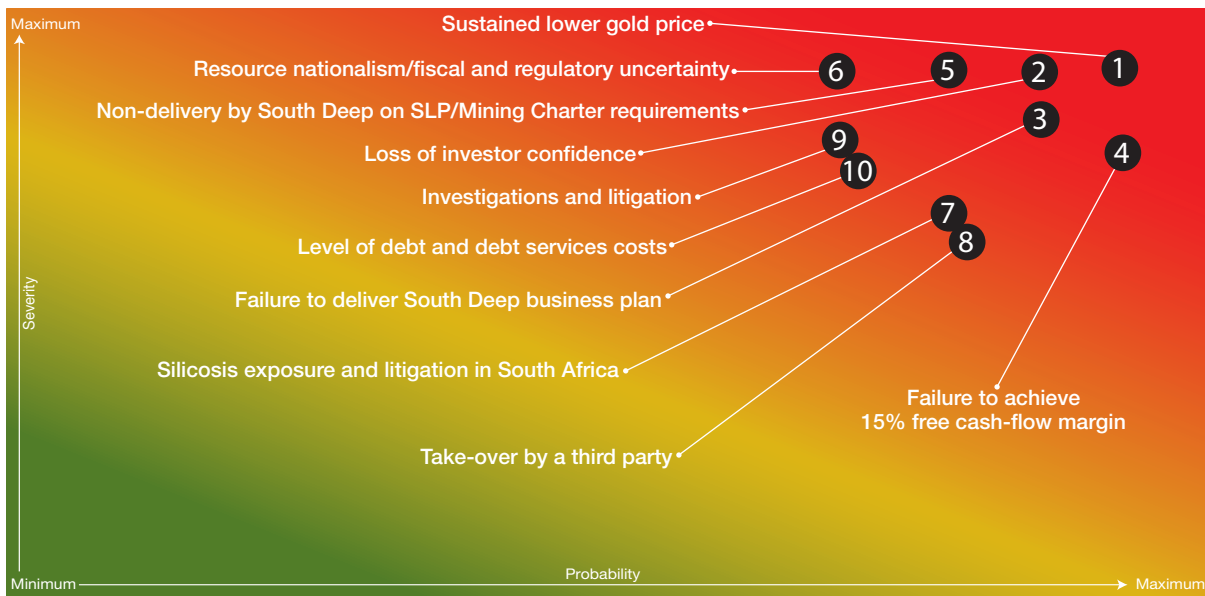 Maximum
Sustained lower gold price
1
Resource nationalism/fiscal and regulatory uncertainty
6
5
2
Non-delivery by South Deep on SLP/Mining Charter requirements
3
Loss of investor confidence
9
4
10
Investigations and litigation
7
Level of debt and debt services costs
8
Severity
Failure to deliver South Deep business plan
Silicosis exposure and litigation in South Africa
Failure to achieve
15% free cash-flow margin
Take-over by a third party
Minimum
Probability
Maximum